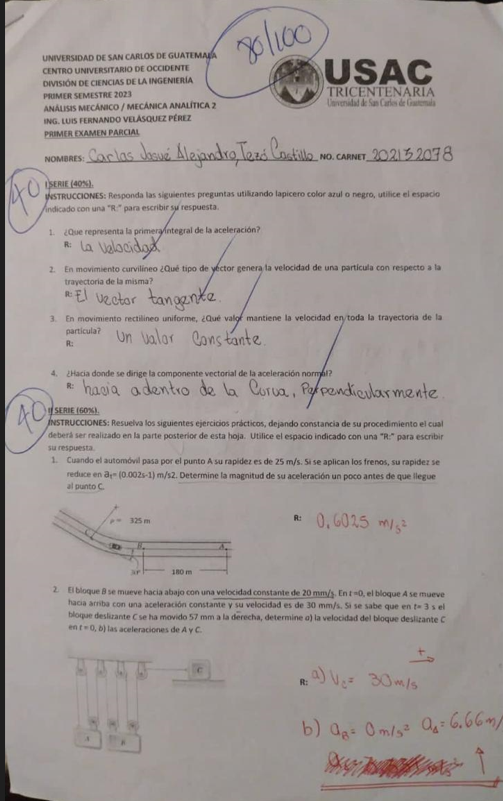 80/100
UNIVERSIDAD DE SAN CARLOS DE GUATEMALA
CENTRO UNIVERSITARIO DE OCCIDENTE
DIVISIÓN DE CIENCIAS DE LA INGENIERÍA
PRIMER SEMESTRE 2023
ANÁLISIS MECÁNICO / MECÁNICA ANALÍTICA 2
ING. LUIS FERNANDO VELÁSQUEZ PÉREZ
PRIMER EXAMEN PARCIAL
USAC
TRICENTENARIA
Universidad de San Carlos de Guatemala
NOMBRES: Carlos Josué Alejandro, Tezó Castillo NO. CARNET 202132078
40
I SERIE (40%).
INSTRUCCIONES: Responda las siguientes preguntas utilizando lapicero color azul o negro, utilice el espacio
indicado con una "R:" para escribir su respuesta.
1. ¿Que representa la primera integral de la aceleración?
R: La velocidad
2. En movimiento curvilíneo ¿Qué tipo de vector genera la velocidad de una partícula con respecto a la
trayectoria de la misma?
R: El vector tangente.
3. En movimiento rectilíneo uniforme, ¿Qué valor mantiene la velocidad en toda la trayectoria de la
partícula? Un valor Constante.
R:
4. ¿Hacia donde se dirige la componente vectorial de la aceleración normal?
R: hacia adentro de la Curva, Perpendicularmente.
40
II SERIE (60%).
INSTRUCCIONES: Resuelva los siguientes ejercicios prácticos, dejando constancia de su procedimiento el cual
deberá ser realizado en la parte posterior de esta hoja. Utilice el espacio indicado con una "R:" para escribir
su respuesta.
1. Cuando el automóvil pasa por el punto A su rapidez es de 25 m/s. Si se aplican los frenos, su rapidez se
reduce en at= (0.002s-1) m/s2. Determine la magnitud de su aceleración un poco antes de que llegue
al punto C.
ρ = 325 m
R: 0,6025 m/s²
B
A
30°
180 m
2. El bloque B se mueve hacia abajo con una velocidad constante de 20 mm/s. En t =0, el bloque A se mueve
hacia arriba con una aceleración constante y su velocidad es de 30 mm/s. Si se sabe que en t= 3 s el
bloque deslizante C se ha movido 57 mm a la derecha, determine a) la velocidad del bloque deslizante C
en t = 0, b) las aceleraciones de A y C.
C
A
B
R: a) Vc= 30 m/s
b) aB = 0 m/s² aA = 6.66 m/